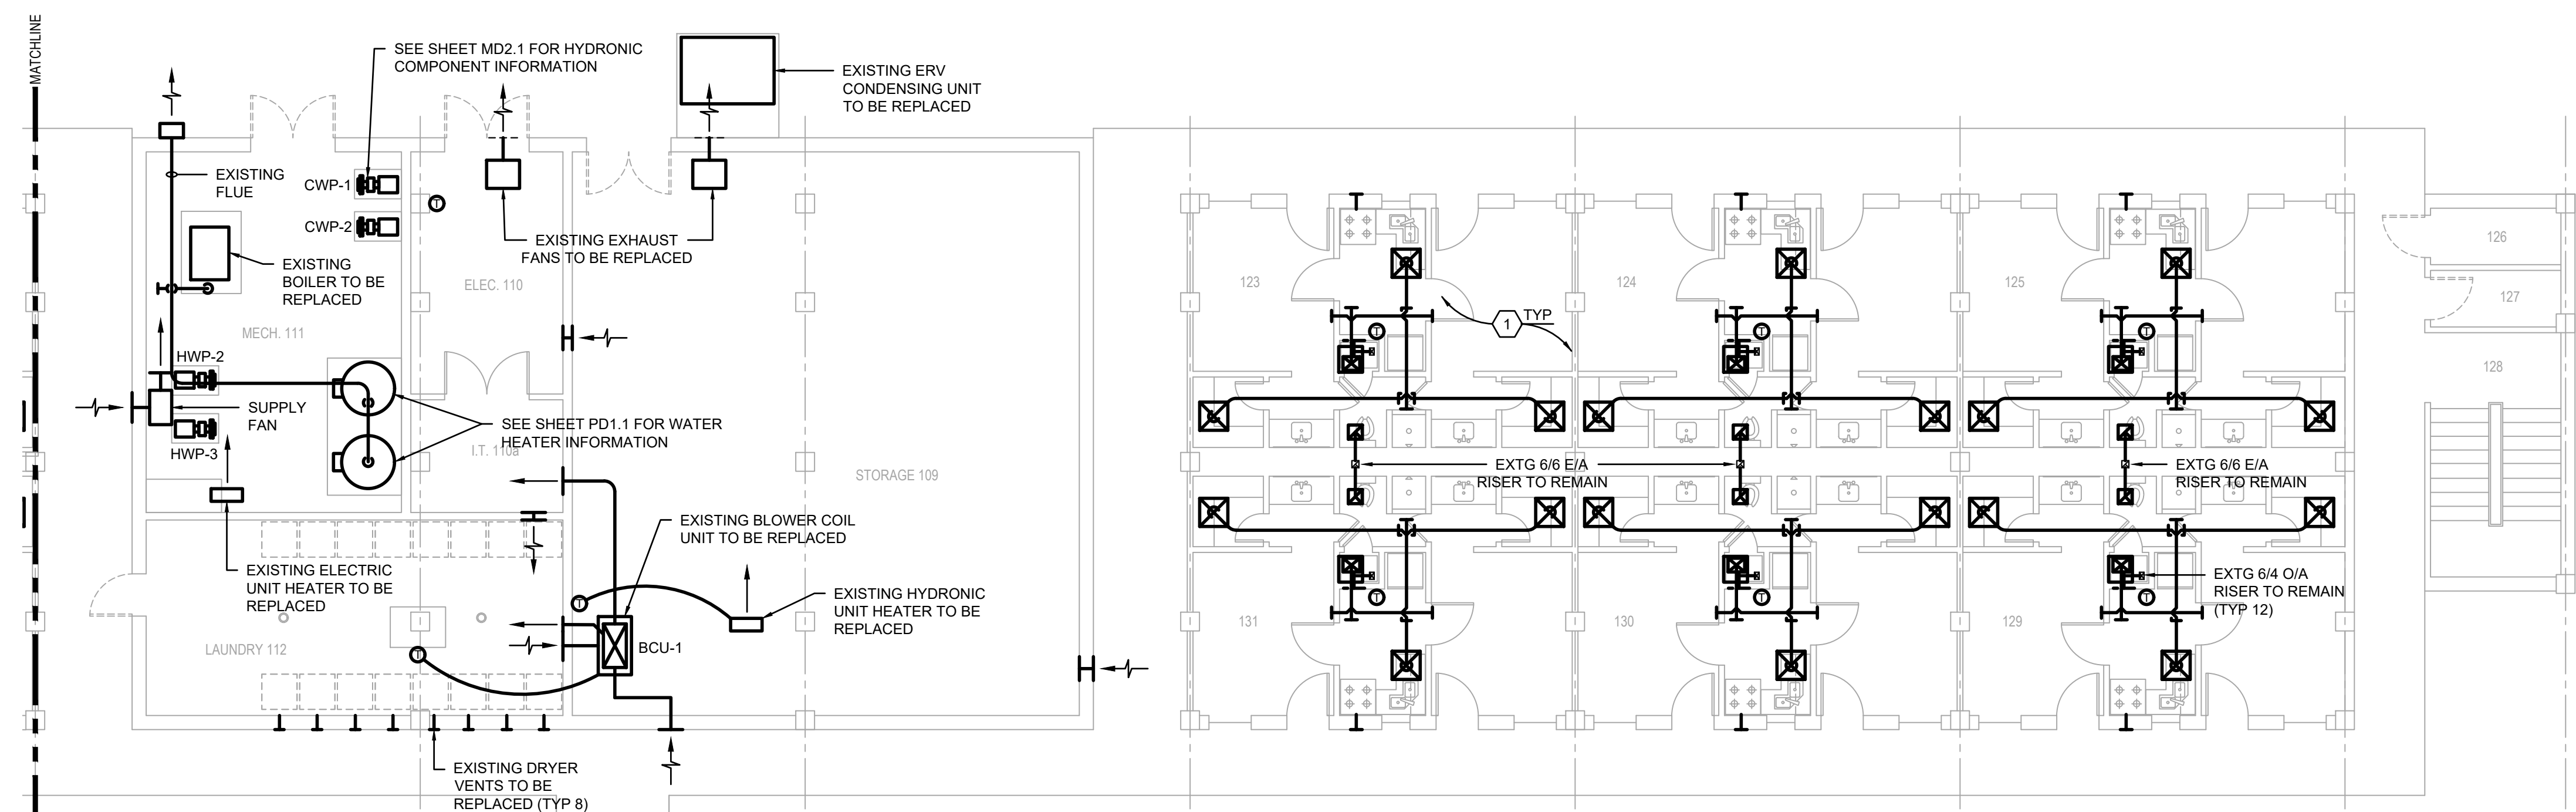 MATCHLINE
SEE SHEET MD2.1 FOR HYDRONIC
COMPONENT INFORMATION
EXISTING ERV
CONDENSING UNIT
TO BE REPLACED
EXISTING
FLUE
CWP-1
CWP-2
T
EXISTING EXHAUST
FANS TO BE REPLACED
EXISTING
BOILER TO BE
REPLACED
ELEC. 110
MECH. 111
HWP-2
SUPPLY
FAN
HWP-3
SEE SHEET PD1.1 FOR WATER
HEATER INFORMATION
I.T. 110a
STORAGE 109
EXISTING BLOWER COIL
UNIT TO BE REPLACED
EXISTING ELECTRIC
UNIT HEATER TO BE
REPLACED
T
EXISTING HYDRONIC
UNIT HEATER TO BE
REPLACED
LAUNDRY 112
T
BCU-1
EXISTING DRYER
VENTS TO BE
REPLACED (TYP 8)
123
124
125
126
127
128
1
TYP
T
T
T
EXTG 6/6 E/A
RISER TO REMAIN
EXTG 6/6 E/A
RISER TO REMAIN
EXTG 6/4 O/A
RISER TO REMAIN
(TYP 12)
T
T
T
131
130
129